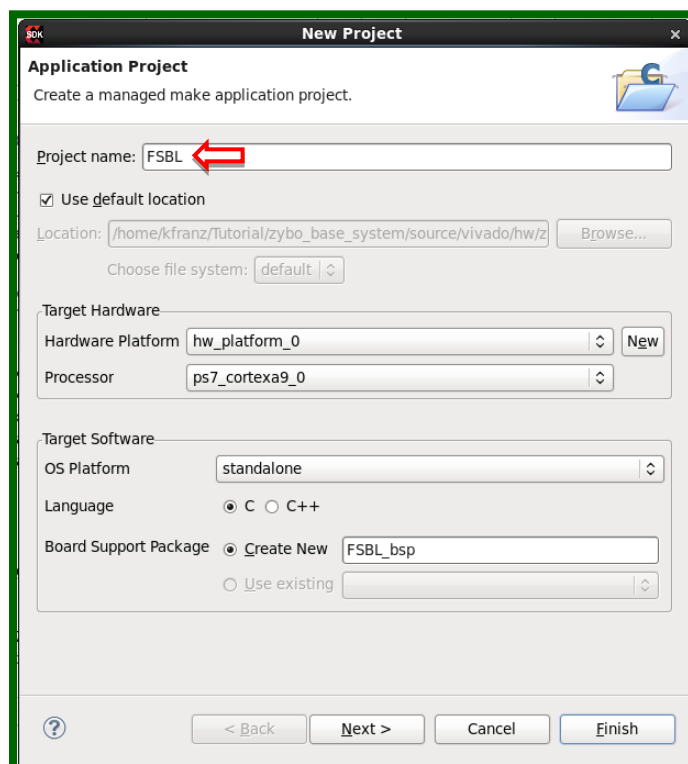 SDK New Project x
Application Project
Create a managed make application project.
C
Project name: FSBL
Use default location
Location: /home/kfranz/Tutorial/zybo_base_system/source/vivado/hw/z Browse...
Choose file system: default
Target Hardware
Hardware Platform hw_platform_0 New
Processor ps7_cortexa9_0
Target Software
OS Platform standalone
Language C C++
Board Support Package Create New FSBL_bsp
Use existing
? < Back Next > Cancel Finish